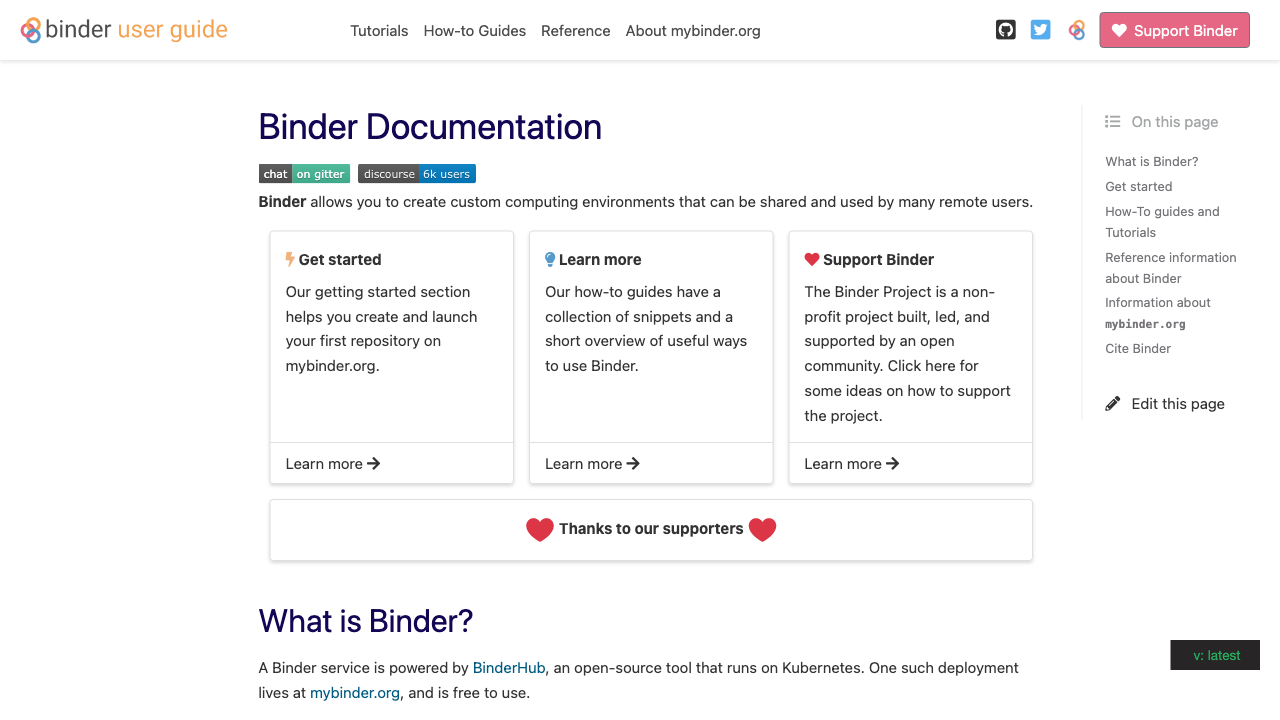 binder user guide
Tutorials How-to Guides Reference About mybinder.org
Support Binder
Binder Documentation
chat on gitter discourse 6k users
Binder allows you to create custom computing environments that can be shared and used by many remote users.
Get started
Our getting started section
helps you create and launch
your first repository on
mybinder.org.
Learn more
Learn more
Our how-to guides have a
collection of snippets and a
short overview of useful ways
to use Binder.
Learn more
Support Binder
The Binder Project is a non-
profit project built, led, and
supported by an open
community. Click here for
some ideas on how to support
the project.
Learn more
Thanks to our supporters
What is Binder?
A Binder service is powered by BinderHub, an open-source tool that runs on Kubernetes. One such deployment
lives at mybinder.org, and is free to use.
On this page
What is Binder?
Get started
How-To guides and
Tutorials
Reference information
about Binder
Information about
mybinder.org
Cite Binder
Edit this page
v: latest